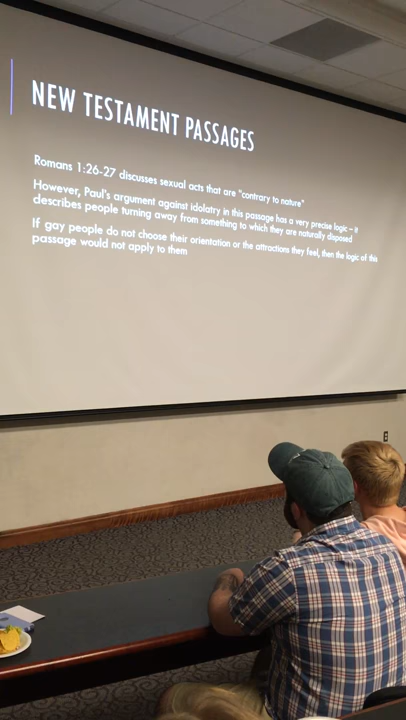 NEW TESTAMENT PASSAGES
Romans 1:26-27 discusses sexual acts that are "contrary to nature"
However, Paul's argument against idolatry in this passage has a very precise logic – it
describes people turning away from something to which they are naturally disposed
If gay people do not choose their orientation or the attractions they feel, then the logic of this
passage would not apply to them